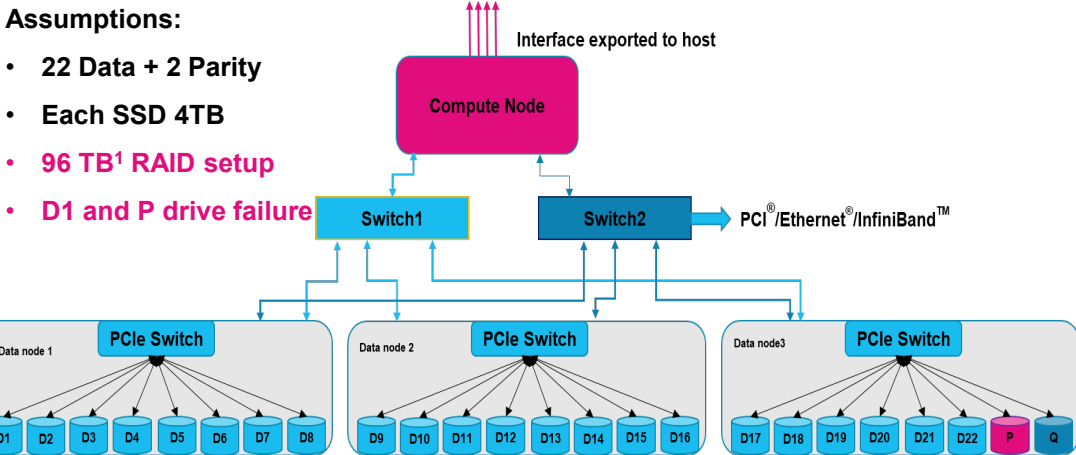 Assumptions:
• 22 Data + 2 Parity
• Each SSD 4TB
• 96 TB¹ RAID setup
• D1 and P drive failure
Interface exported to host
Compute Node
Switch1
Switch2
PCI®/Ethernet®/InfiniBand™
Data node 1
PCIe Switch
D1 D2 D3 D4 D5 D6 D7 D8
Data node 2
PCIe Switch
D9 D10 D11 D12 D13 D14 D15 D16
Data node3
PCIe Switch
D17 D18 D19 D20 D21 D22 P Q